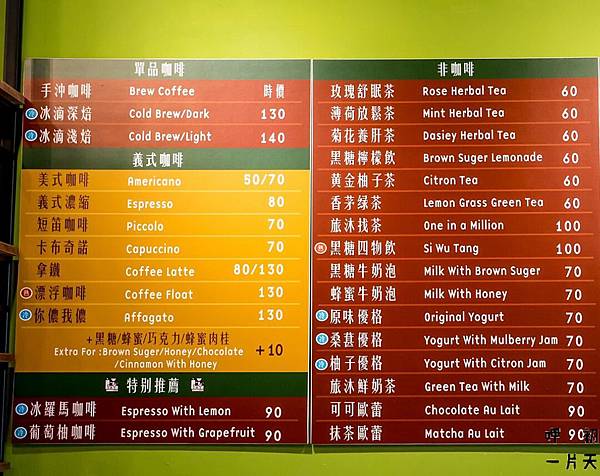 單品咖啡
手沖咖啡 Brew Coffee 時價
冷 冰滴深焙 Cold Brew/Dark 130
冷 冰滴淺焙 Cold Brew/Light 140
義式咖啡
美式咖啡 Americano 50/70
義式濃縮 Espresso 80
短笛咖啡 Piccolo 70
卡布奇諾 Capuccino 70
拿鐵 Coffee Latte 80/130
漂浮咖啡 Coffee Float 130
冷 你儂我儂 Affagato 130
+黑糖/蜂蜜/巧克力/蜂蜜肉桂
Extra For :Brown Suger/Honey/Chocolate
/Cinnamon With Honey
+10
特別推薦
冷 冰羅馬咖啡 Espresso With Lemon 90
冷 葡萄柚咖啡 Espresso With Grapefruit 90
非咖啡
玫瑰舒眠茶 Rose Herbal Tea 60
薄荷放鬆茶 Mint Herbal Tea 60
菊花養肝茶 Dasiey Herbal Tea 60
黑糖檸檬飲 Brown Suger Lemonade 60
黄金柚子茶 Citron Tea 60
香茅绿茶 Lemon Grass Green Tea 60
旅沐找茶 One in a Million 100
熱 黑糖四物飲 Si Wu Tang 100
黑糖牛奶泡 Milk With Brown Suger 70
蜂蜜牛奶泡 Milk With Honey 70
冷 原味優格 Original Yogurt 70
冷 桑葚優格 Yogurt With Mulberry Jam 70
冷 柚子優格 Yogurt With Citron Jam 70
旅沐鮮奶茶 Green Tea With Milk 70
可可歐蕾 Chocolate Au Lait 90
抹茶歐蕾 Matcha Au Lait 90
一片天